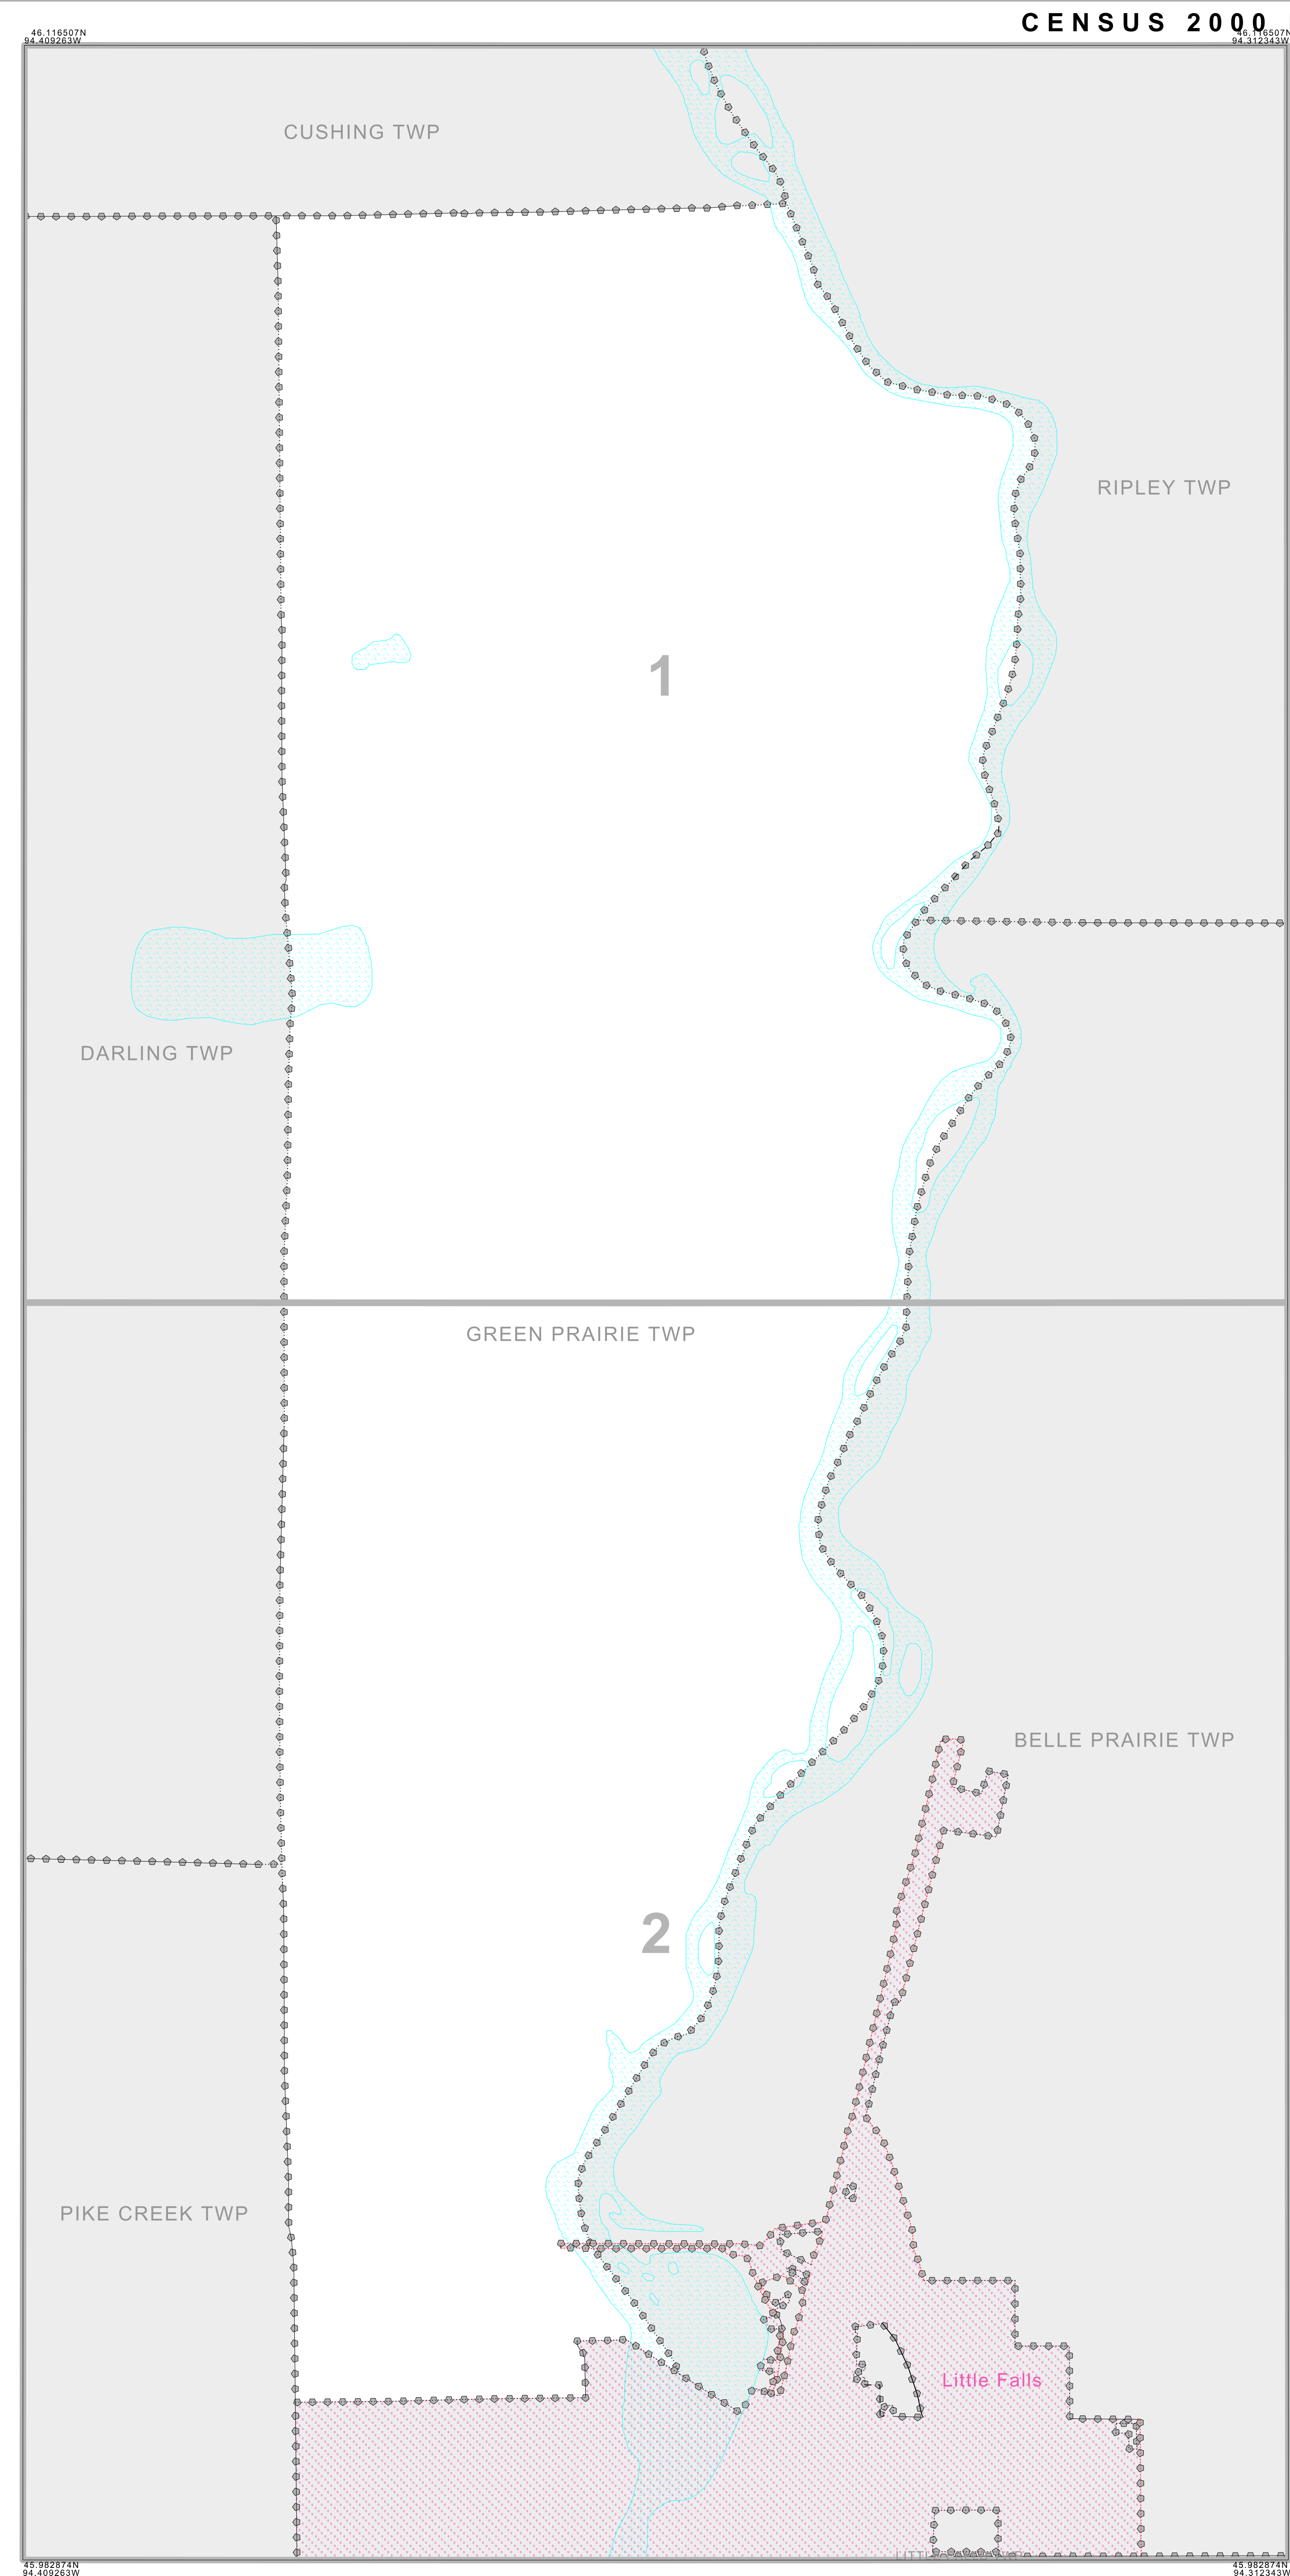 CENSUS 2000
46.116507N
94.409263W
46.116507N
94.312343W
CUSHING TWP
RIPLEY TWP
1
DARLING TWP
GREEN PRAIRIE TWP
BELLE PRAIRIE TWP
2
PIKE CREEK TWP
Little Falls
45.982874N
94.409263W
45.982874N
94.312343W